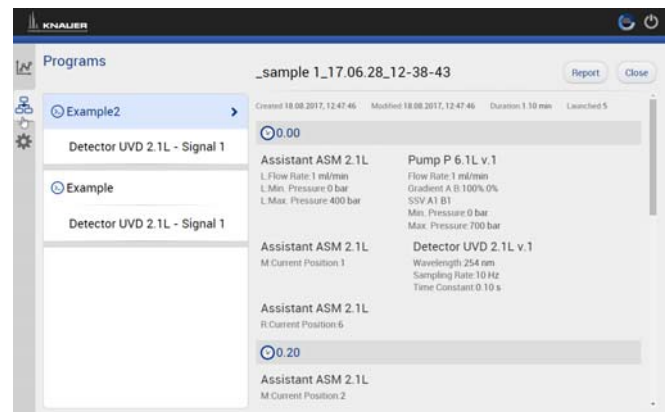 KNAUER
Programs
_sample 1_17.06.28_12-38-43
Report
Close
Example2
Detector UVD 2.1L - Signal 1
Example
Detector UVD 2.1L - Signal 1
Created 18.08.2017, 12:47:46 Modified 18.08.2017, 12:47:46 Duration 1.10 min Launched 5
0.00
Assistant ASM 2.1L
L.Flow Rate:1 ml/min
L.Min. Pressure 0 bar
L.Max. Pressure 400 bar
Pump P 6.1L v.1
Flow Rate:1 ml/min
Gradient A B:100%:0%
SSV A1 B1
Min. Pressure:0 bar
Max. Pressure:700 bar
Assistant ASM 2.1L
M.Current Position:1
Detector UVD 2.1L v.1
Wavelength:254 nm
Sampling Rate:10 Hz
Time Constant:0.10 s
Assistant ASM 2.1L
R.Current Position:6
0.20
Assistant ASM 2.1L
M.Current Position:2